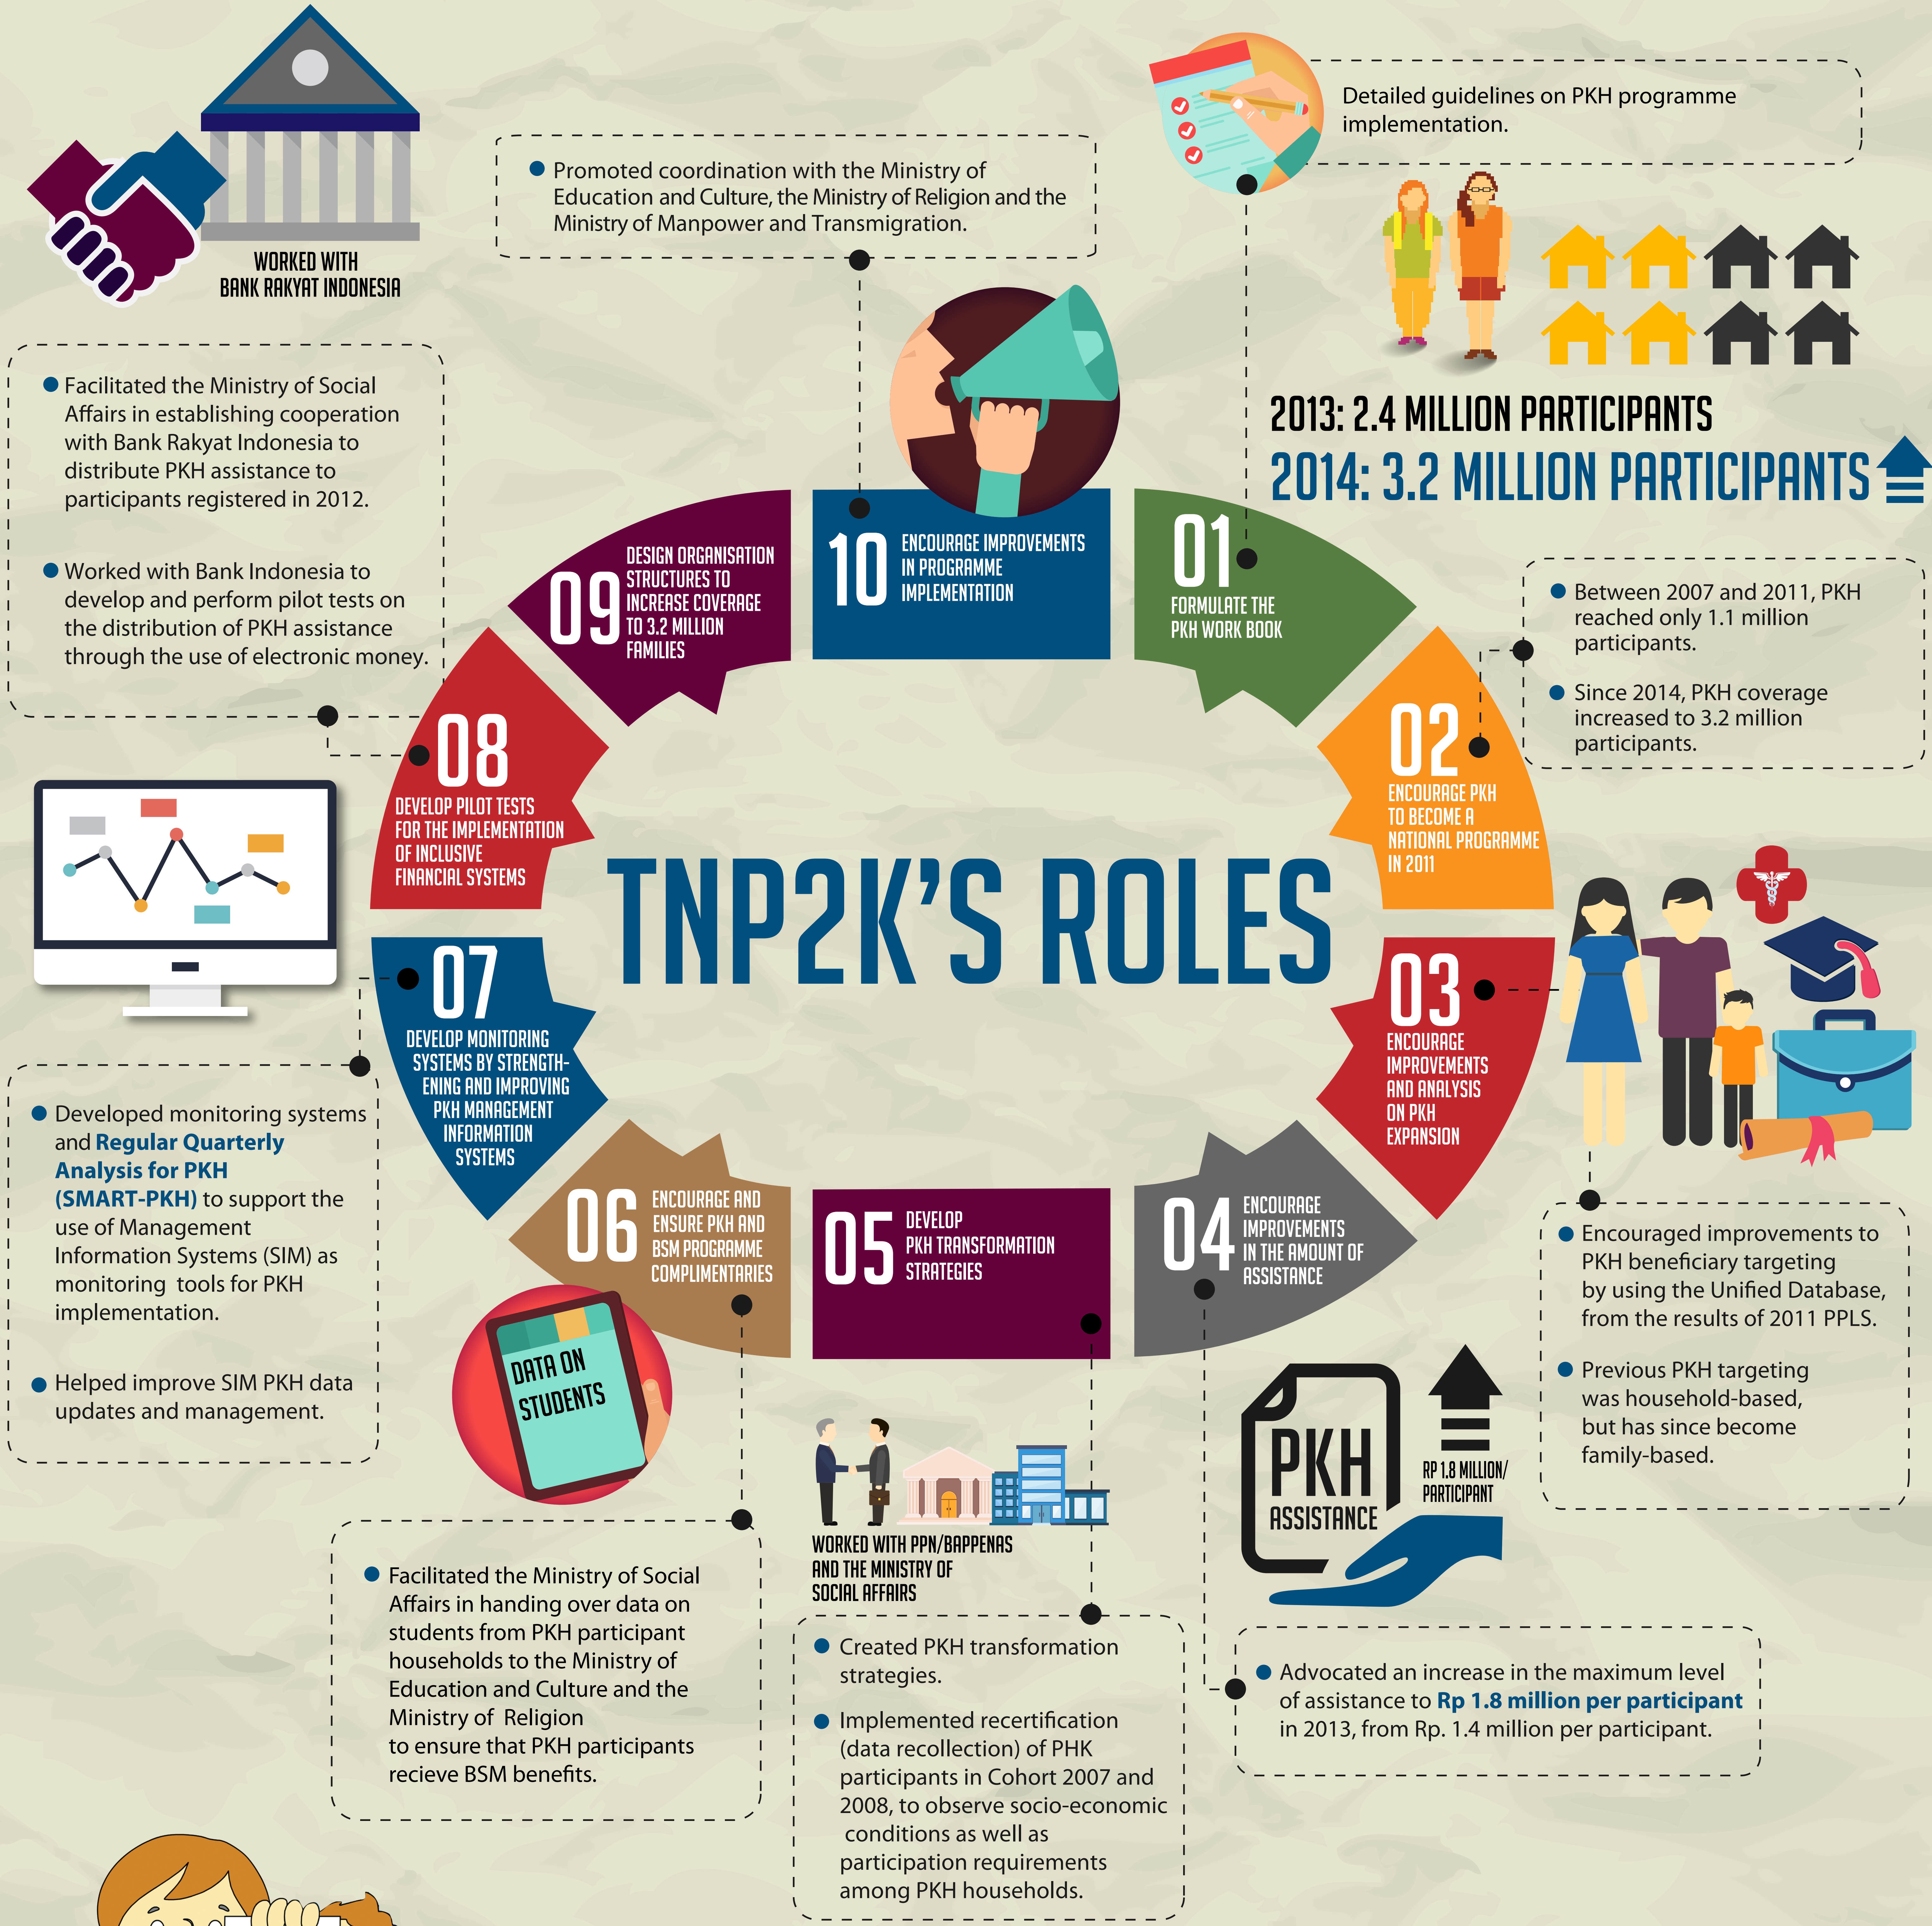 WORKED WITH
BANK RAKYAT INDONESIA
Promoted coordination with the Ministry of
Education and Culture, the Ministry of Religion and the
Ministry of Manpower and Transmigration.
Detailed guidelines on PKH programme
implementation.
2013: 2.4 MILLION PARTICIPANTS
2014: 3.2 MILLION PARTICIPANTS
TNP2K'S ROLES
01
FORMULATE THE
PKH WORK BOOK
02
ENCOURAGE PKH
TO BECOME A
NATIONAL PROGRAMME
IN 2011
Between 2007 and 2011, PKH
reached only 1.1 million
participants.
Since 2014, PKH coverage
increased to 3.2 million
participants.
03
ENCOURAGE
IMPROVEMENTS
AND ANALYSIS
ON PKH
EXPANSION
Encouraged improvements to
PKH beneficiary targeting
by using the Unified Database,
from the results of 2011 PPLS.
Previous PKH targeting
was household-based,
but has since become
family-based.
04
ENCOURAGE
IMPROVEMENTS
IN THE AMOUNT OF
ASSISTANCE
PKH
ASSISTANCE
RP 1.8 MILLION/
PARTICIPANT
Advocated an increase in the maximum level
of assistance to Rp 1.8 million per participant
in 2013, from Rp. 1.4 million per participant.
05
DEVELOP
PKH TRANSFORMATION
STRATEGIES
WORKED WITH PPN/BAPPENAS
AND THE MINISTRY OF
SOCIAL AFFAIRS
Created PKH transformation
strategies.
Implemented recertification
(data recollection) of PHK
participants in Cohort 2007 and
2008, to observe socio-economic
conditions as well as
participation requirements
among PKH households.
06
ENCOURAGE AND
ENSURE PKH AND
BSM PROGRAMME
COMPLIMENTARIES
DATA ON
STUDENTS
Facilitated the Ministry of Social
Affairs in handing over data on
students from PKH participant
households to the Ministry of
Education and Culture and the
Ministry of Religion
to ensure that PKH participants
recieve BSM benefits.
07
DEVELOP MONITORING
SYSTEMS BY STRENGTH-
ENING AND IMPROVING
PKH MANAGEMENT
INFORMATION
SYSTEMS
Developed monitoring systems
and Regular Quarterly
Analysis for PKH
(SMART-PKH) to support the
use of Management
Information Systems (SIM) as
monitoring tools for PKH
implementation.
Helped improve SIM PKH data
updates and management.
08
DEVELOP PILOT TESTS
FOR THE IMPLEMENTATION
OF INCLUSIVE
FINANCIAL SYSTEMS
Facilitated the Ministry of Social
Affairs in establishing cooperation
with Bank Rakyat Indonesia to
distribute PKH assistance to
participants registered in 2012.
Worked with Bank Indonesia to
develop and perform pilot tests on
the distribution of PKH assistance
through the use of electronic money.
09
DESIGN ORGANISATION
STRUCTURES TO
INCREASE COVERAGE
TO 3.2 MILLION
FAMILIES
10
ENCOURAGE IMPROVEMENTS
IN PROGRAMME
IMPLEMENTATION